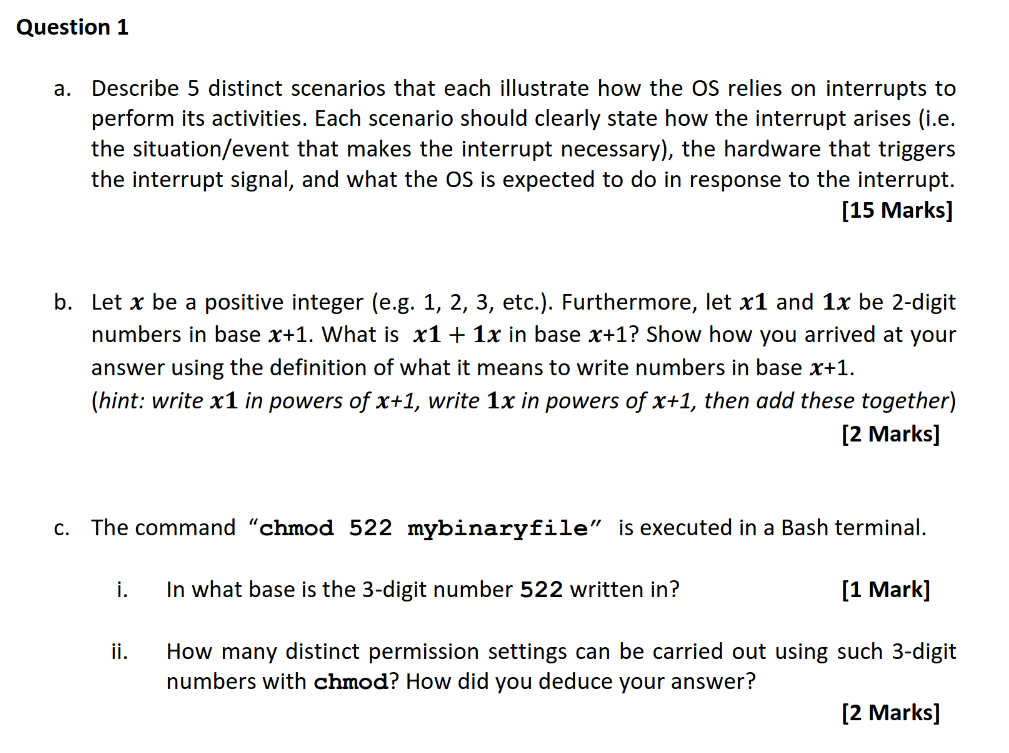 Question 1
a. Describe 5 distinct scenarios that each illustrate how the OS relies on interrupts to
perform its activities. Each scenario should clearly state how the interrupt arises (i.e.
the situation/event that makes the interrupt necessary), the hardware that triggers
the interrupt signal, and what the OS is expected to do in response to the interrupt.
[15 Marks]
b. Let x be a positive integer (e.g. 1, 2, 3, etc.). Furthermore, let x1 and 1x be 2-digit
numbers in base x+1. What is x1 + 1x in base x+1? Show how you arrived at your
answer using the definition of what it means to write numbers in base x+1.
(hint: write x1 in powers of x+1, write 1x in powers of x+1, then add these together)
[2 Marks]
c. The command “chmod 522 mybinaryfile” is executed in a Bash terminal.
i. In what base is the 3-digit number 522 written in? [1 Mark]
ii. How many distinct permission settings can be carried out using such 3-digit
numbers with chmod? How did you deduce your answer?
[2 Marks]